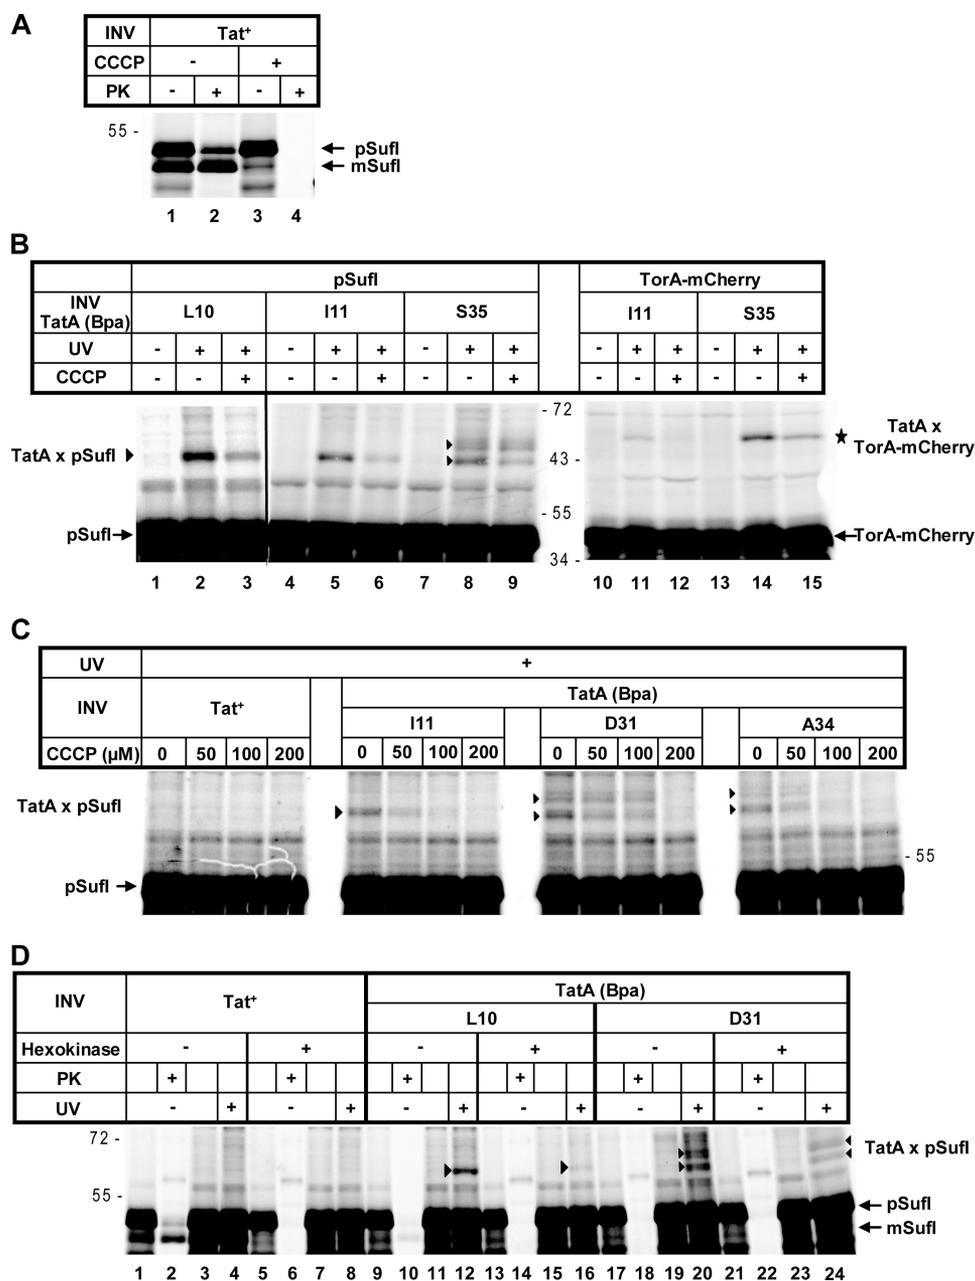 A
INV Tat+
CCCP - +
PK - + - +
55 -
pSufI
mSufI
1 2 3 4
B
pSufI TorA-mCherry
INV
TatA (Bpa) L10 I11 S35 I11 S35
UV - + + - + + - + + - + + - + +
CCCP - - + - - + - - + - - + - - +
- 72
TatA x pSufI 43 - TatA x
TorA-mCherry
- 55
pSufI TorA-mCherry
34 -
1 2 3 4 5 6 7 8 9 10 11 12 13 14 15
C
UV +
INV Tat+ TatA (Bpa)
I11 D31 A34
CCCP (µM) 0 50 100 200 0 50 100 200 0 50 100 200 0 50 100 200
TatA x pSufI
- 55
pSufI
D
INV Tat+ TatA (Bpa)
L10 D31
Hexokinase - + - + - +
PK + + + + + +
UV - + - + - + - + - + - +
72 - TatA x pSufI
55 -
pSufI
mSufI
1 2 3 4 5 6 7 8 9 10 11 12 13 14 15 16 17 18 19 20 21 22 23 24